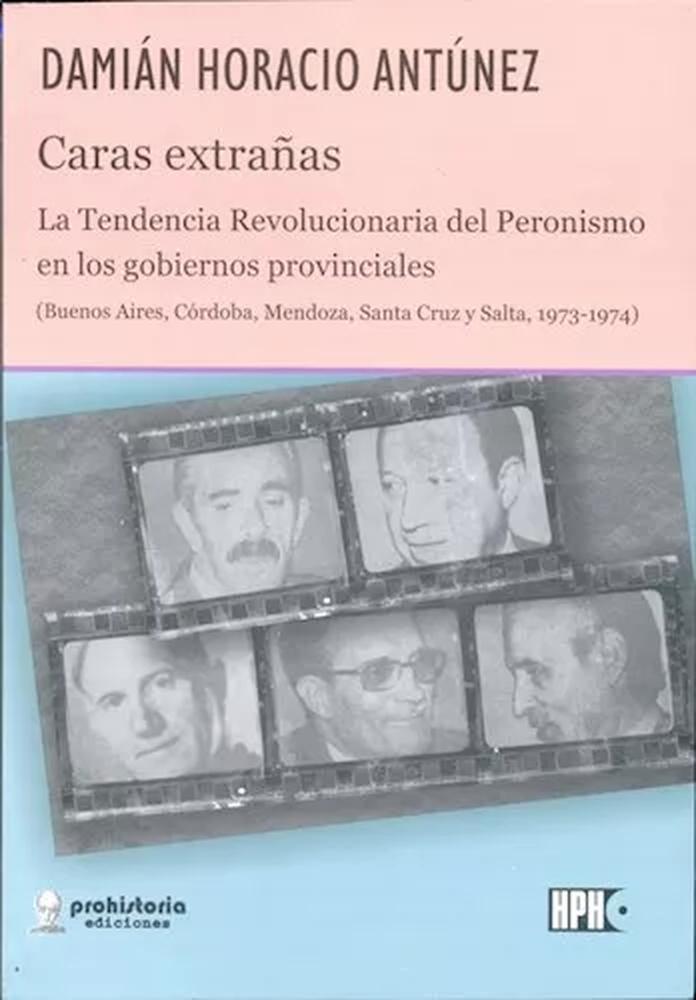 DAMIÁN HORACIO ANTÚNEZ
Caras extrañas
La Tendencia Revolucionaria del Peronismo
en los gobiernos provinciales
(Buenos Aires, Córdoba, Mendoza, Santa Cruz y Salta, 1973-1974)
prohistoria
ediciones
HPH